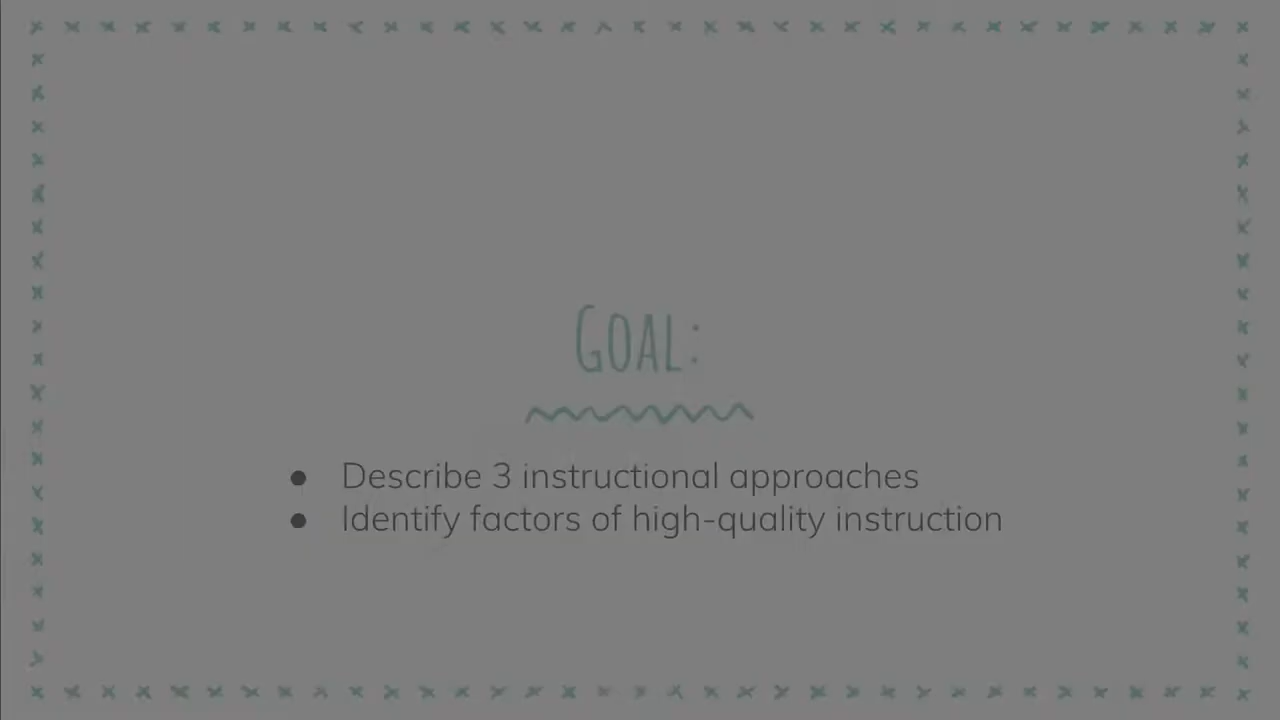 GOAL:
● Describe 3 instructional approaches
● Identify factors of high-quality instruction